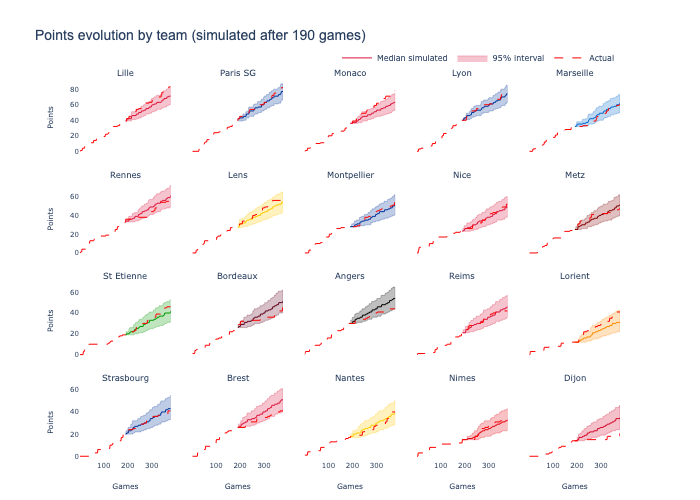 Points evolution by team (simulated after 190 games)
Median simulated 95% interval Actual
Lille Paris SG Monaco Lyon Marseille
Points
80
60
40
20
0
Rennes Lens Montpellier Nice Metz
Points
60
40
20
0
St Etienne Bordeaux Angers Reims Lorient
Points
60
40
20
0
Strasbourg Brest Nantes Nimes Dijon
Points
60
40
20
0
100 200 300 100 200 300 100 200 300 100 200 300 100 200 300
Games Games Games Games Games